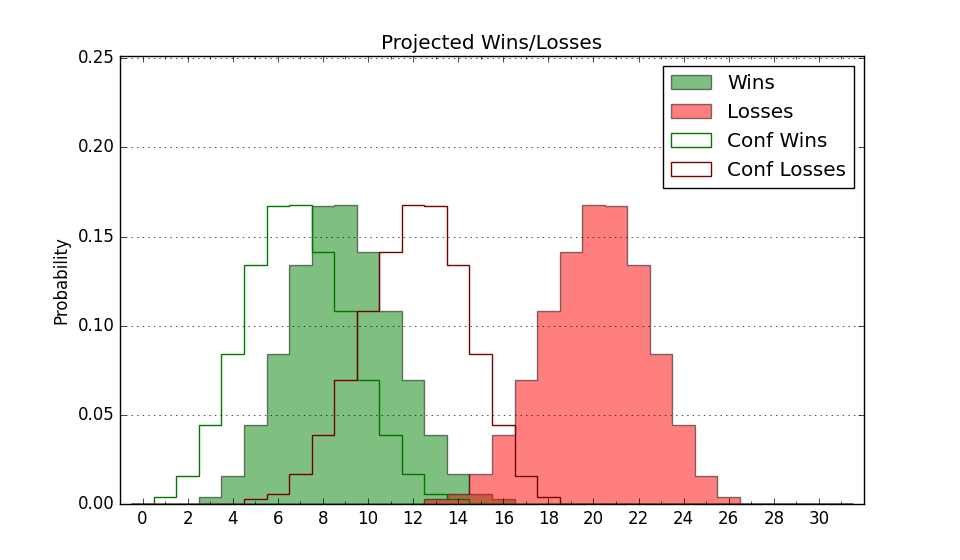 Projected Wins/Losses
Probability
0.25
0.20
0.15
0.10
0.05
0.00
Wins
Losses
Conf Wins
Conf Losses
0 2 4 6 8 10 12 14 16 18 20 22 24 26 28 30